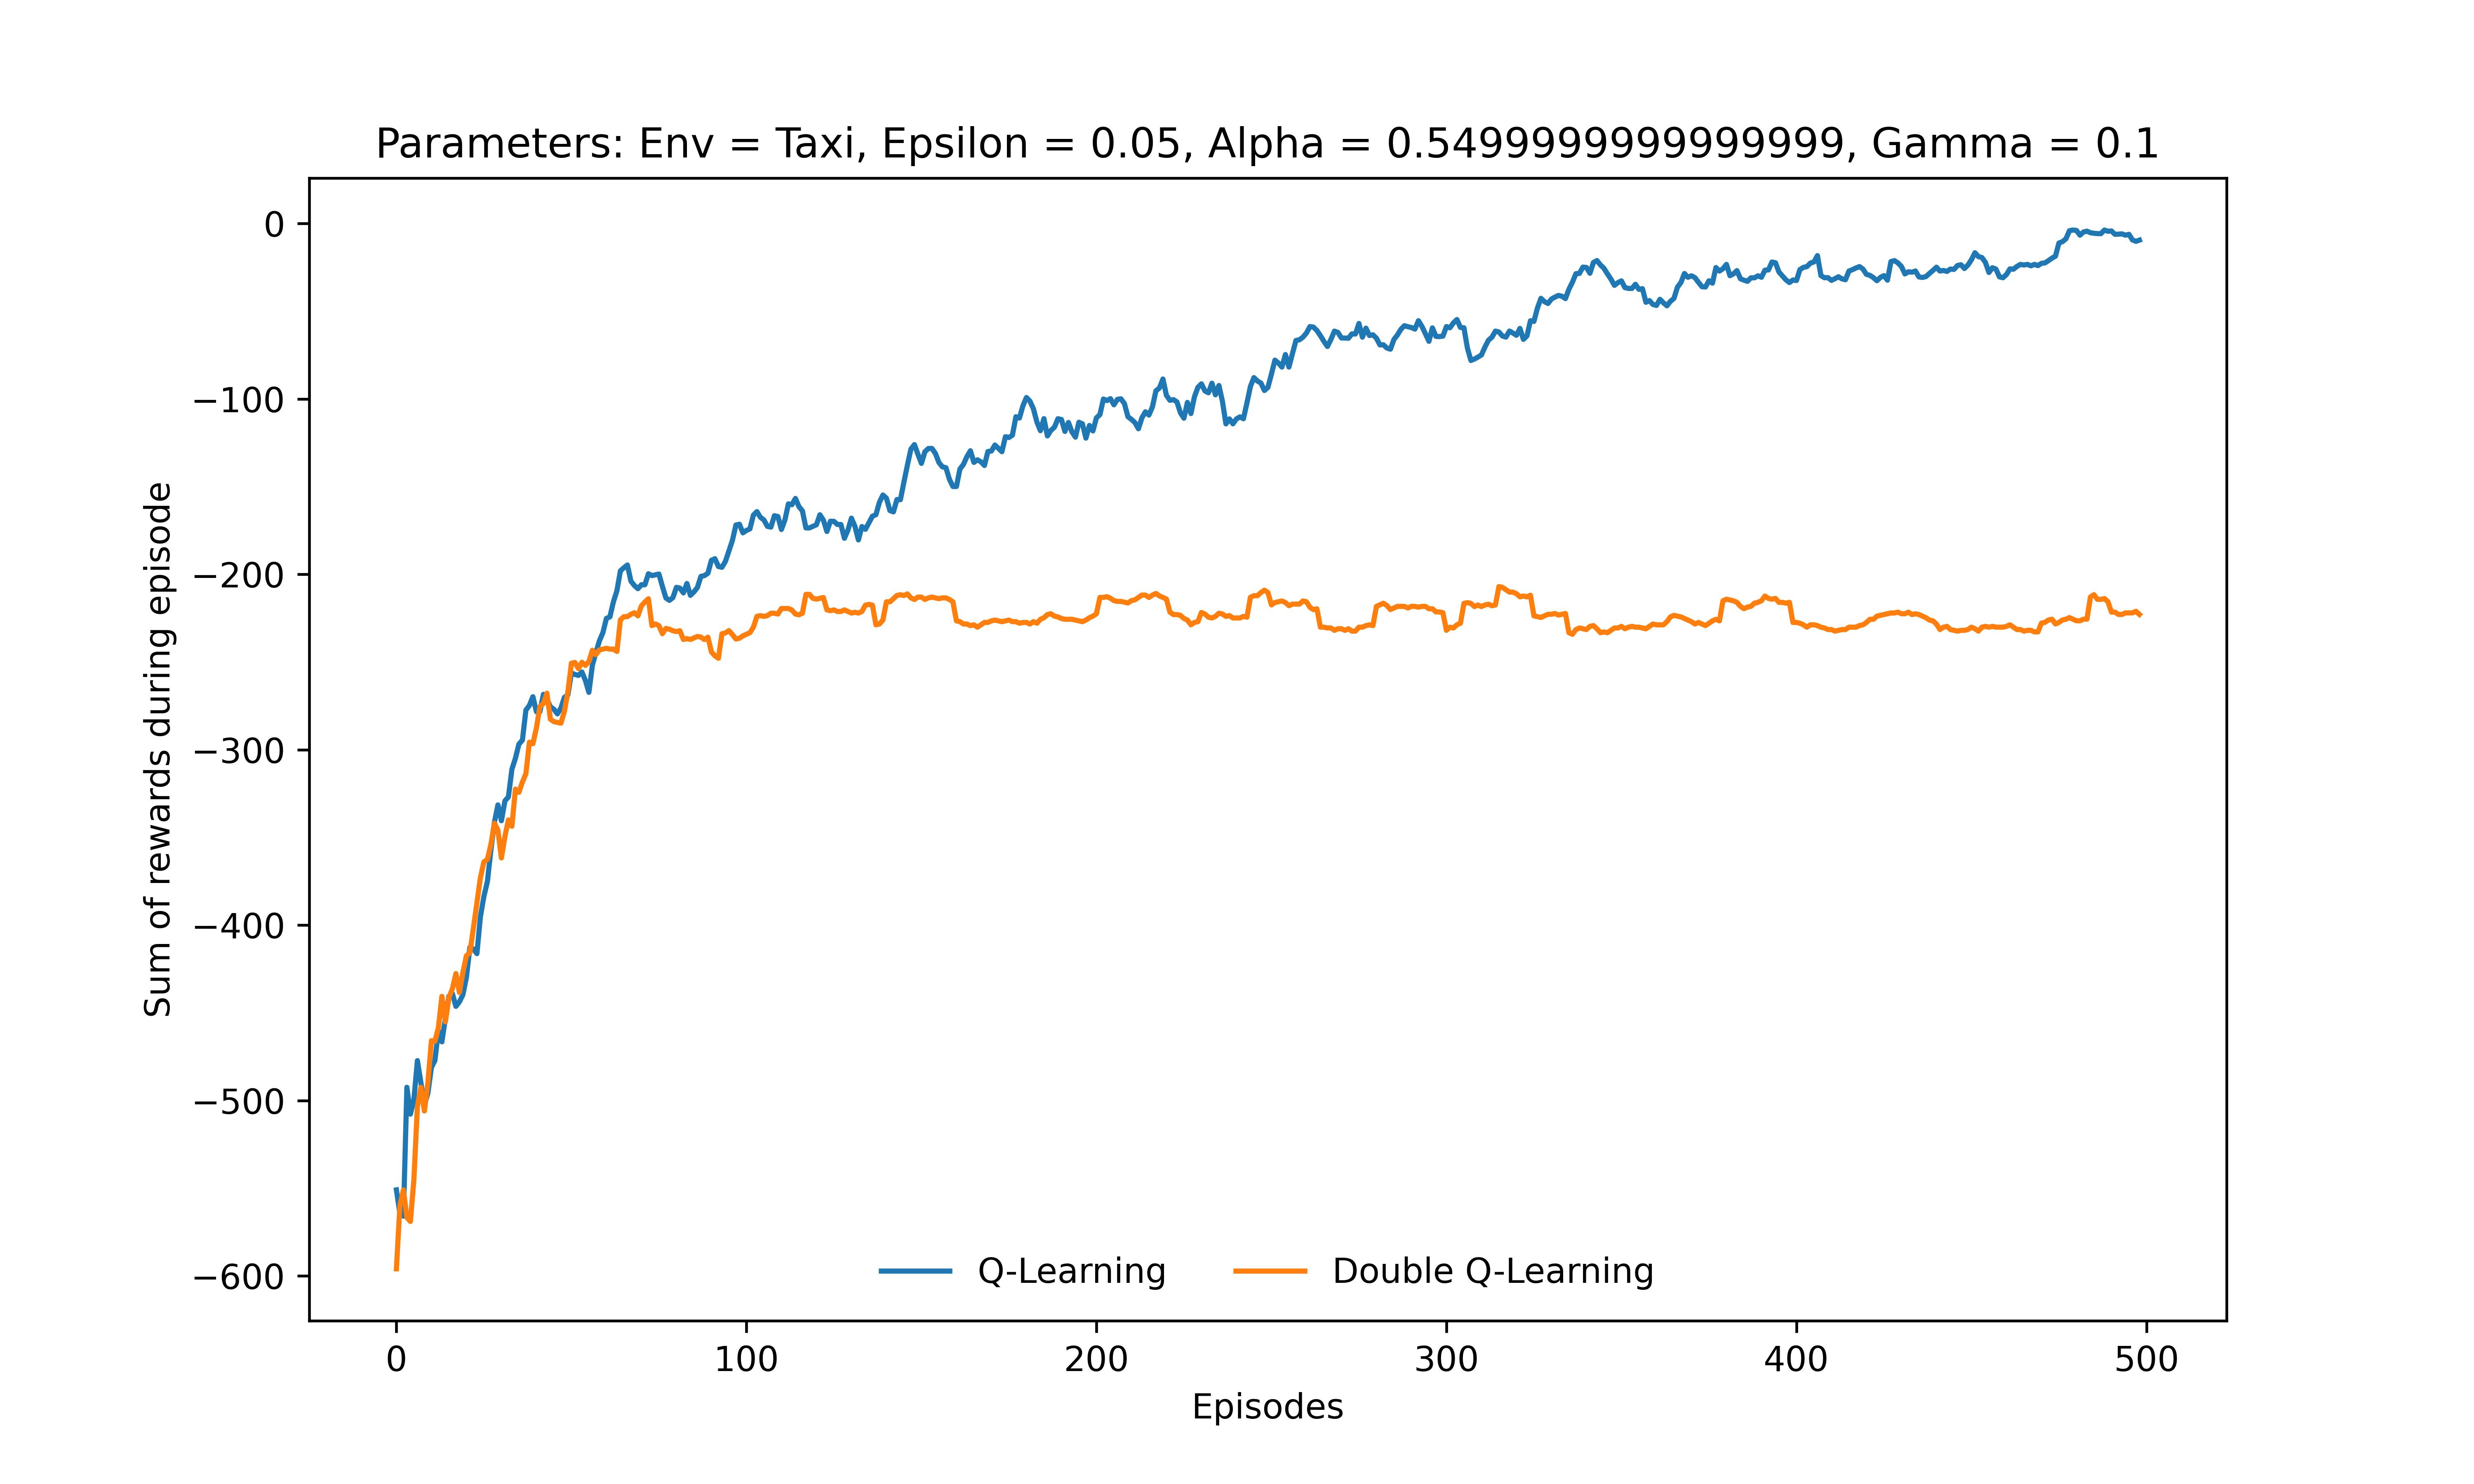 Parameters: Env = Taxi, Epsilon = 0.05, Alpha = 0.5499999999999999, Gamma = 0.1
0
−100
−200
−300
−400
−500
−600
Sum of rewards during episode
Q-Learning
Double Q-Learning
0
100
200
300
400
500
Episodes